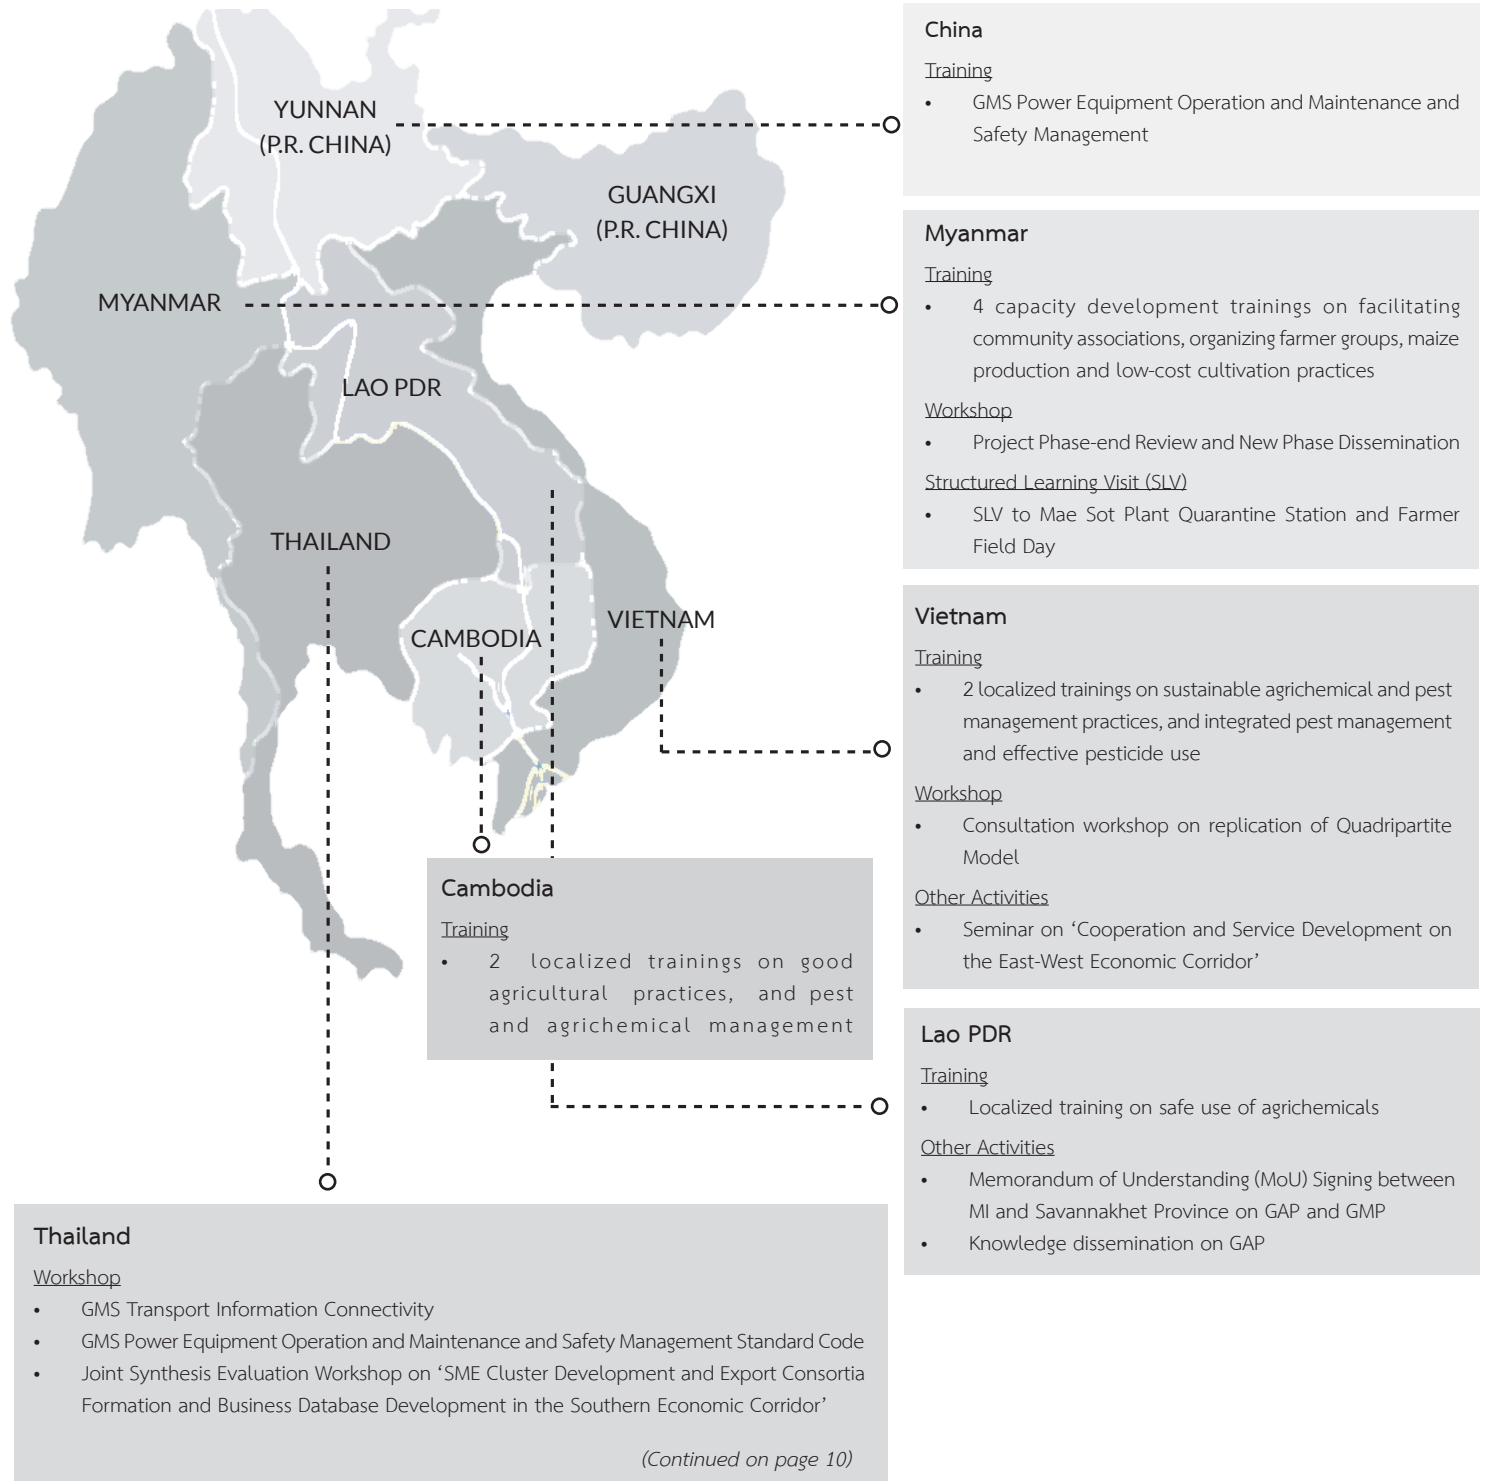 YUNNAN
(P.R. CHINA)
GUANGXI
(P.R. CHINA)
MYANMAR
LAO PDR
THAILAND
VIETNAM
CAMBODIA
China
Training
• GMS Power Equipment Operation and Maintenance and
Safety Management
Myanmar
Training
• 4 capacity development trainings on facilitating
community associations, organizing farmer groups, maize
production and low-cost cultivation practices
Workshop
• Project Phase-end Review and New Phase Dissemination
Structured Learning Visit (SLV)
• SLV to Mae Sot Plant Quarantine Station and Farmer
Field Day
Vietnam
Training
• 2 localized trainings on sustainable agrichemical and pest
management practices, and integrated pest management
and effective pesticide use
Workshop
• Consultation workshop on replication of Quadripartite
Model
Other Activities
• Seminar on ‘Cooperation and Service Development on
the East-West Economic Corridor’
Cambodia
Training
• 2 localized trainings on good
agricultural practices, and pest
and agrichemical management
Lao PDR
Training
• Localized training on safe use of agrichemicals
Other Activities
• Memorandum of Understanding (MoU) Signing between
MI and Savannakhet Province on GAP and GMP
• Knowledge dissemination on GAP
Thailand
Workshop
• GMS Transport Information Connectivity
• GMS Power Equipment Operation and Maintenance and Safety Management Standard Code
• Joint Synthesis Evaluation Workshop on ‘SME Cluster Development and Export Consortia
Formation and Business Database Development in the Southern Economic Corridor’
(Continued on page 10)